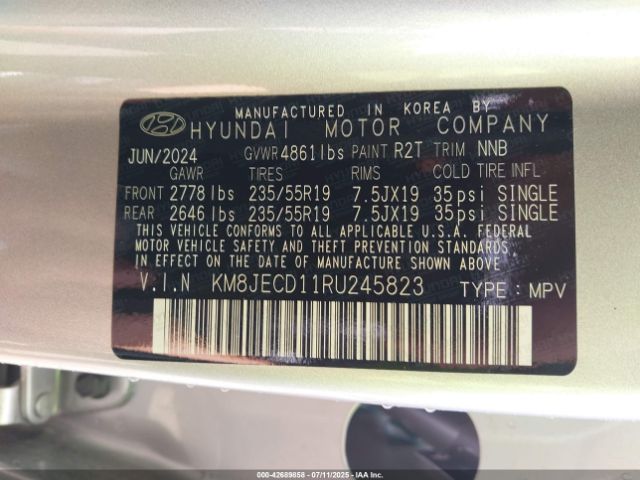 MANUFACTURED IN KOREA BY
HYUNDAI MOTOR COMPANY
JUN/2024 GVWR 4861lbs PAINT R2T TRIM NNB
GAWR TIRES RIMS COLD TIRE INFL
FRONT 2778 lbs 235/55R19 7.5JX19 35psi SINGLE
REAR 2646 lbs 235/55R19 7.5JX19 35psi SINGLE
THIS VEHICLE CONFORMS TO ALL APPLICABLE U.S.A. FEDERAL
MOTOR VEHICLE SAFETY AND THEFT PREVENTION STANDARDS
IN EFFECT ON THE DATE OF MANUFACTURE SHOWN ABOVE.
V.I.N KM8JECD11RU245823 TYPE : MPV
000-42689858 - 07/11/2025 - IAA Inc.